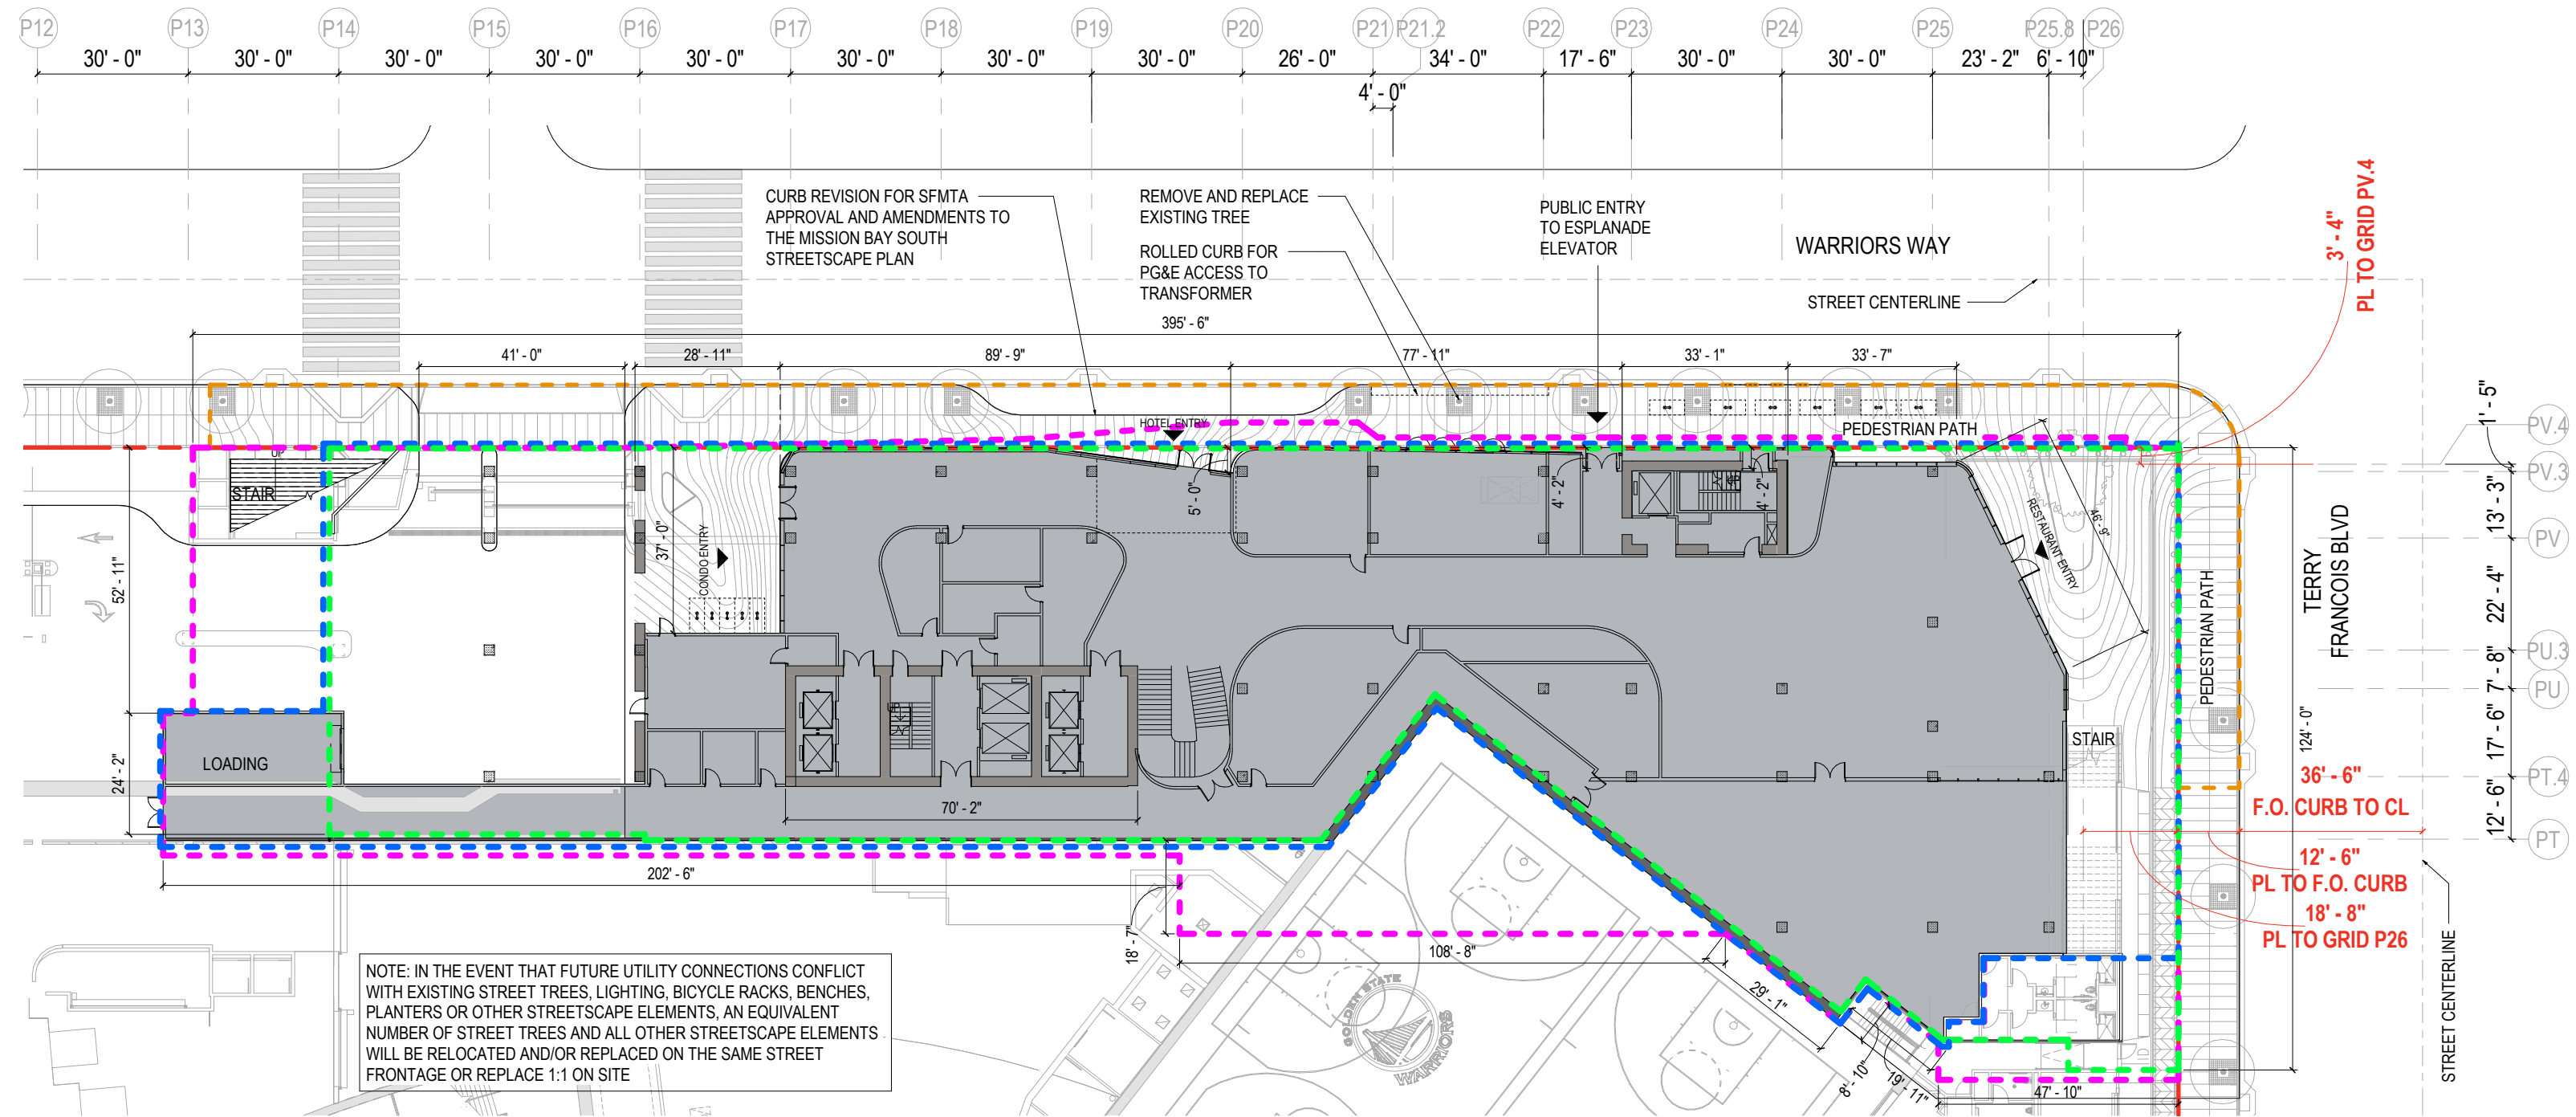 P12 P13 P14 P15 P16 P17 P18 P19 P20 P21 P21.2 P22 P23 P24 P25 P25.8 P26
30' - 0" 30' - 0" 30' - 0" 30' - 0" 30' - 0" 30' - 0" 30' - 0" 30' - 0" 26' - 0" 34' - 0" 17' - 6" 30' - 0" 30' - 0" 23' - 2" 6' - 10"
4' - 0"
CURB REVISION FOR SFMTA
APPROVAL AND AMENDMENTS TO
THE MISSION BAY SOUTH
STREETSCAPE PLAN
REMOVE AND REPLACE
EXISTING TREE
ROLLED CURB FOR
PG&E ACCESS TO
TRANSFORMER
PUBLIC ENTRY
TO ESPLANADE
ELEVATOR
WARRIORS WAY
STREET CENTERLINE
3' - 4"
PL TO GRID PV.4
395' - 6"
41' - 0" 28' - 11" 89' - 9" 77' - 11" 33' - 1" 33' - 7"
HOTEL ENTRY
PEDESTRIAN PATH
1' - 5"
PV.4
PV.3
13' - 3"
PV
22' - 4"
PU.3
7' - 8"
PU
17' - 6"
PT.4
12' - 6"
PT
UP
STAIR
52' - 11"
37' - 0"
CONDO ENTRY
5' - 0"
4' - 2"
4' - 2"
46' - 9"
RESTAURANT ENTRY
PEDESTRIAN PATH
TERRY
FRANCOIS BLVD
LOADING
24' - 2"
UP
70' - 2"
STAIR
124' - 0"
36' - 6"
F.O. CURB TO CL
12' - 6"
PL TO F.O. CURB
18' - 8"
PL TO GRID P26
STREET CENTERLINE
202' - 6"
18' - 7"
108' - 8"
29' - 1"
8' - 10"
19' - 11"
47' - 10"
GOLDEN STATE
WARRIORS
NOTE: IN THE EVENT THAT FUTURE UTILITY CONNECTIONS CONFLICT
WITH EXISTING STREET TREES, LIGHTING, BICYCLE RACKS, BENCHES,
PLANTERS OR OTHER STREETSCAPE ELEMENTS, AN EQUIVALENT
NUMBER OF STREET TREES AND ALL OTHER STREETSCAPE ELEMENTS
WILL BE RELOCATED AND/OR REPLACED ON THE SAME STREET
FRONTAGE OR REPLACE 1:1 ON SITE